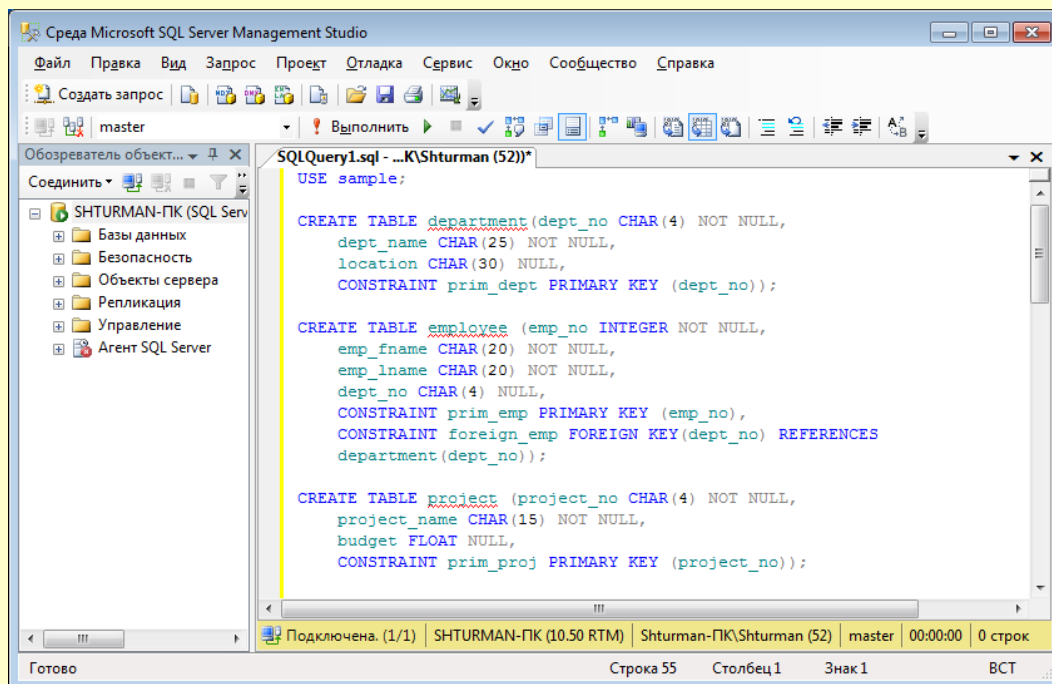 Среда Microsoft SQL Server Management Studio
Файл Правка Вид Запрос Проект Отладка Сервис Окно Сообщество Справка
Создать запрос
master Выполнить
Обозреватель объект...
SQLQuery1.sql - ...K\Shturman (52))*
Соединить
SHTURMAN-ПК (SQL Serv
Базы данных
Безопасность
Объекты сервера
Репликация
Управление
Агент SQL Server
USE sample;
CREATE TABLE department(dept_no CHAR(4) NOT NULL,
dept_name CHAR(25) NOT NULL,
location CHAR(30) NULL,
CONSTRAINT prim_dept PRIMARY KEY (dept_no));
CREATE TABLE employee (emp_no INTEGER NOT NULL,
emp_fname CHAR(20) NOT NULL,
emp_lname CHAR(20) NOT NULL,
dept_no CHAR(4) NULL,
CONSTRAINT prim_emp PRIMARY KEY (emp_no),
CONSTRAINT foreign_emp FOREIGN KEY(dept_no) REFERENCES
department(dept_no));
CREATE TABLE project (project_no CHAR(4) NOT NULL,
project_name CHAR(15) NOT NULL,
budget FLOAT NULL,
CONSTRAINT prim_proj PRIMARY KEY (project_no));
Подключена. (1/1) SHTURMAN-ПК (10.50 RTM) Shturman-ПК\Shturman (52) master 00:00:00 0 строк
Готово Строка 55 Столбец 1 Знак 1 ВСТ